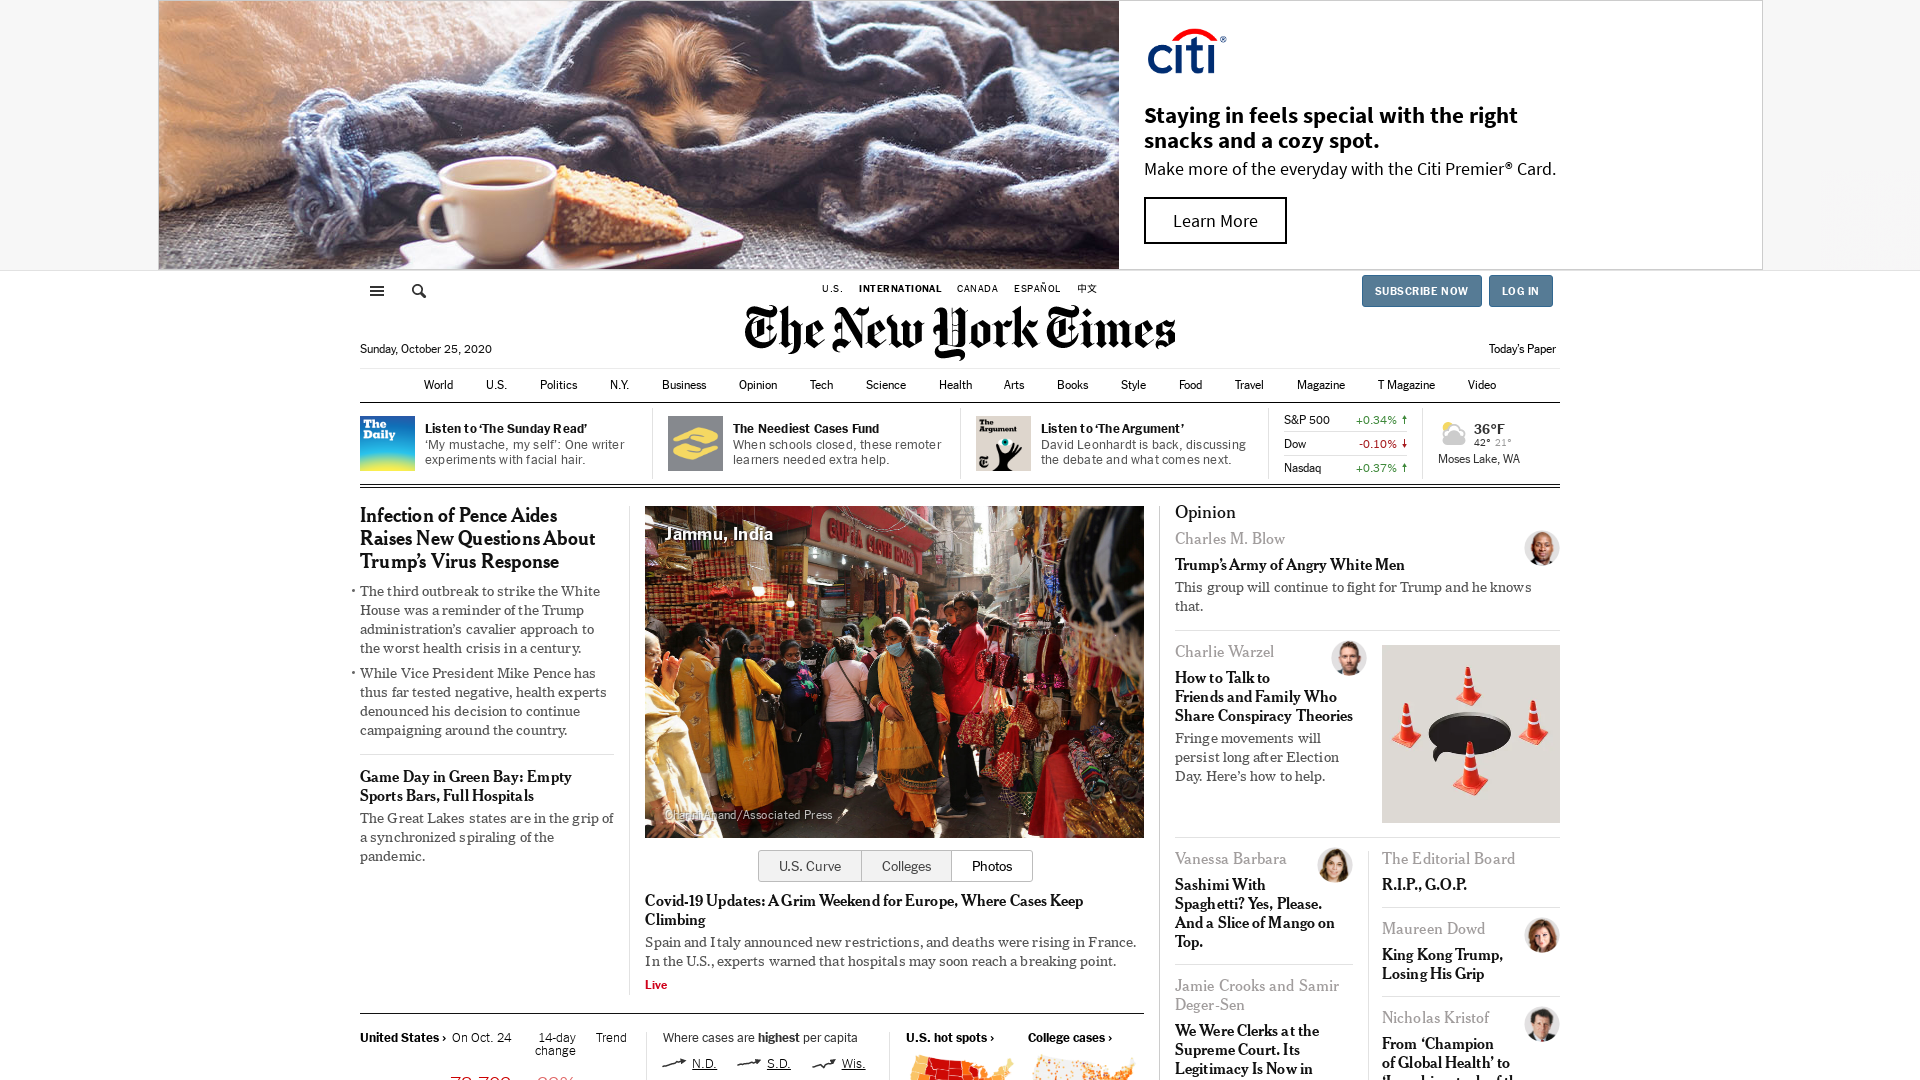 citi®
Staying in feels special with the right
snacks and a cozy spot.
Make more of the everyday with the Citi Premier® Card.
Learn More
U.S. INTERNATIONAL CANADA ESPAÑOL 中文
SUBSCRIBE NOW LOG IN
The New York Times
Sunday, October 25, 2020
Today's Paper
World U.S. Politics N.Y. Business Opinion Tech Science Health Arts Books Style Food Travel Magazine T Magazine Video
The Daily
Listen to ‘The Sunday Read’
‘My mustache, my self’: One writer
experiments with facial hair.
The Neediest Cases Fund
When schools closed, these remote
learners needed extra help.
The Argument
Listen to ‘The Argument’
David Leonhardt is back, discussing
the debate and what comes next.
S&P 500 +0.34%
Dow -0.10%
Nasdaq +0.37%
36°F
42° 21°
Moses Lake, WA
Infection of Pence Aides
Raises New Questions About
Trump’s Virus Response
The third outbreak to strike the White
House was a reminder of the Trump
administration’s cavalier approach to
the worst health crisis in a century.
While Vice President Mike Pence has
thus far tested negative, health experts
denounced his decision to continue
campaigning around the country.
Game Day in Green Bay: Empty
Sports Bars, Full Hospitals
The Great Lakes states are in the grip of
a synchronized spiraling of the
pandemic.
Jammu, India
GUPTA CLOTH HOUSE
Channi Anand/Associated Press
U.S. Curve Colleges Photos
Covid-19 Updates: A Grim Weekend for Europe, Where Cases Keep
Climbing
Spain and Italy announced new restrictions, and deaths were rising in France.
In the U.S., experts warned that hospitals may soon reach a breaking point.
Live
United States › On Oct. 24 14-day
change Trend
Where cases are highest per capita
N.D. S.D. Wis.
U.S. hot spots › College cases ›
Opinion
Charles M. Blow
Trump’s Army of Angry White Men
This group will continue to fight for Trump and he knows
that.
Charlie Warzel
How to Talk to
Friends and Family Who
Share Conspiracy Theories
Fringe movements will
persist long after Election
Day. Here’s how to help.
Vanessa Barbara
Sashimi With
Spaghetti? Yes, Please.
And a Slice of Mango on
Top.
Jamie Crooks and Samir
Deger-Sen
We Were Clerks at the
Supreme Court. Its
Legitimacy Is Now in
The Editorial Board
R.I.P., G.O.P.
Maureen Dowd
King Kong Trump,
Losing His Grip
Nicholas Kristof
From ‘Champion
of Global Health’ to